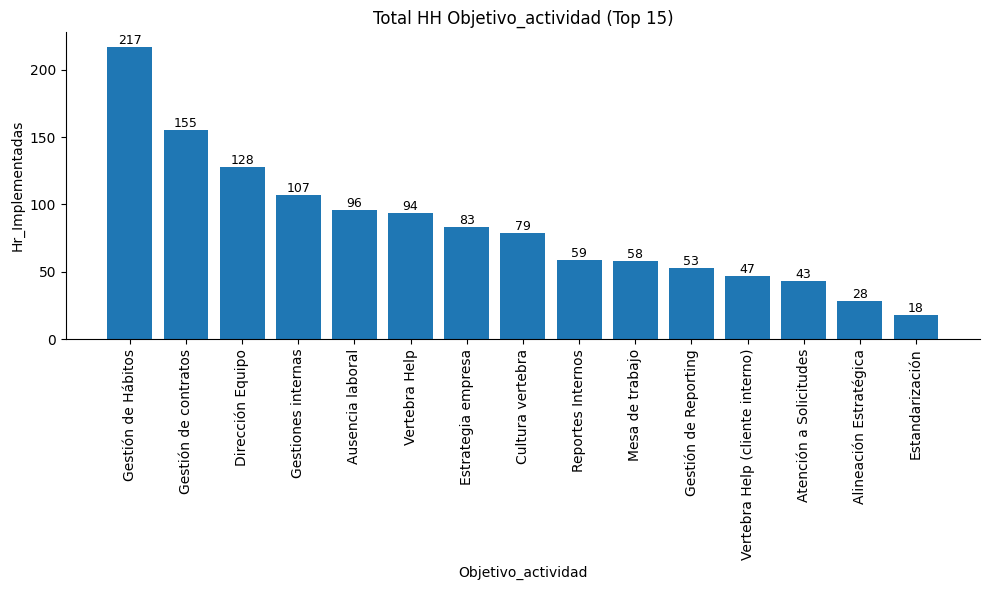 Total HH Objetivo_actividad (Top 15)
Hr_Implementadas
200
150
100
50
0
217
155
128
107
96
94
83
79
59
58
53
47
43
28
18
Gestión de Hábitos
Gestión de contratos
Dirección Equipo
Gestiones internas
Ausencia laboral
Vertebra Help
Estrategia empresa
Cultura vertebra
Reportes Internos
Mesa de trabajo
Gestión de Reporting
Vertebra Help (cliente interno)
Atención a Solicitudes
Alineación Estratégica
Estandarización
Objetivo_actividad